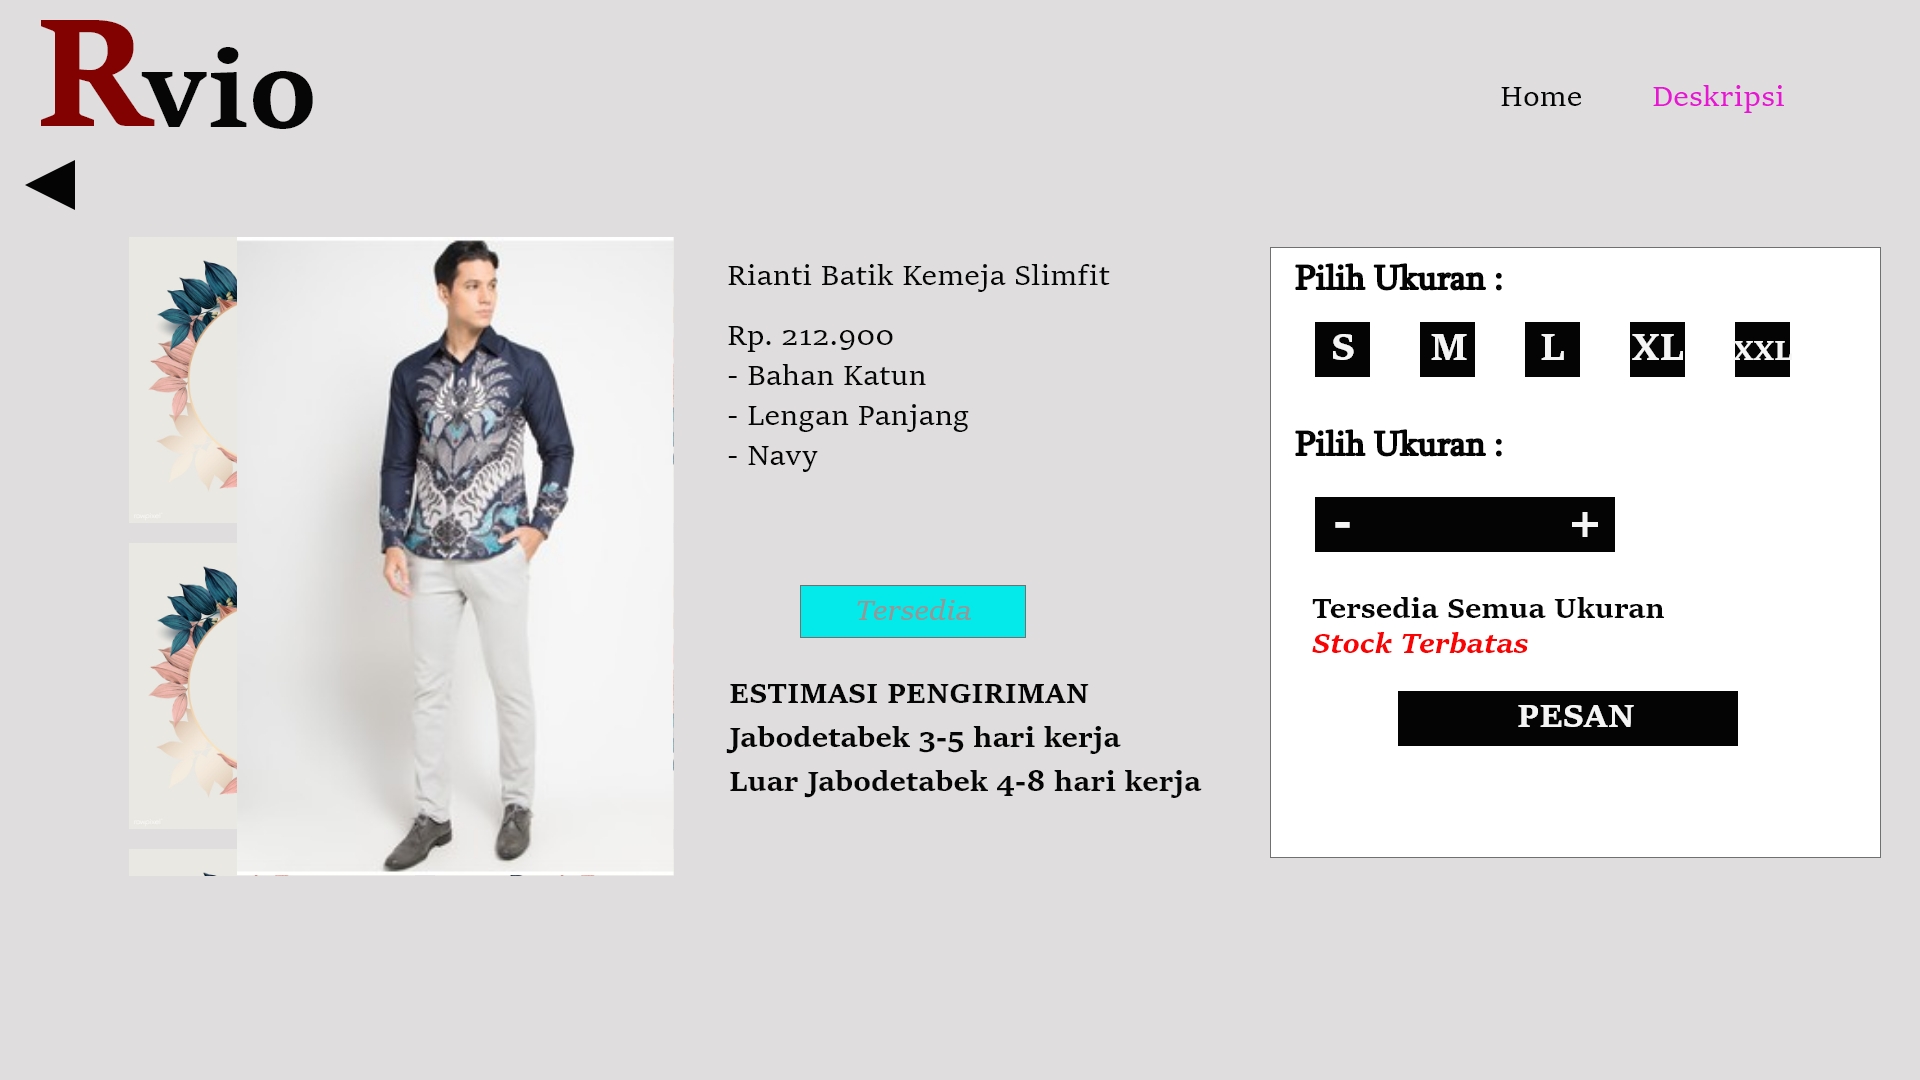 Rvio
Home
Deskripsi
Rianti Batik Kemeja Slimfit
Rp. 212.900
- Bahan Katun
- Lengan Panjang
- Navy
Tersedia
ESTIMASI PENGIRIMAN
Jabodetabek 3-5 hari kerja
Luar Jabodetabek 4-8 hari kerja
Pilih Ukuran :
S M L XL XXL
Pilih Ukuran :
- +
Tersedia Semua Ukuran
Stock Terbatas
PESAN